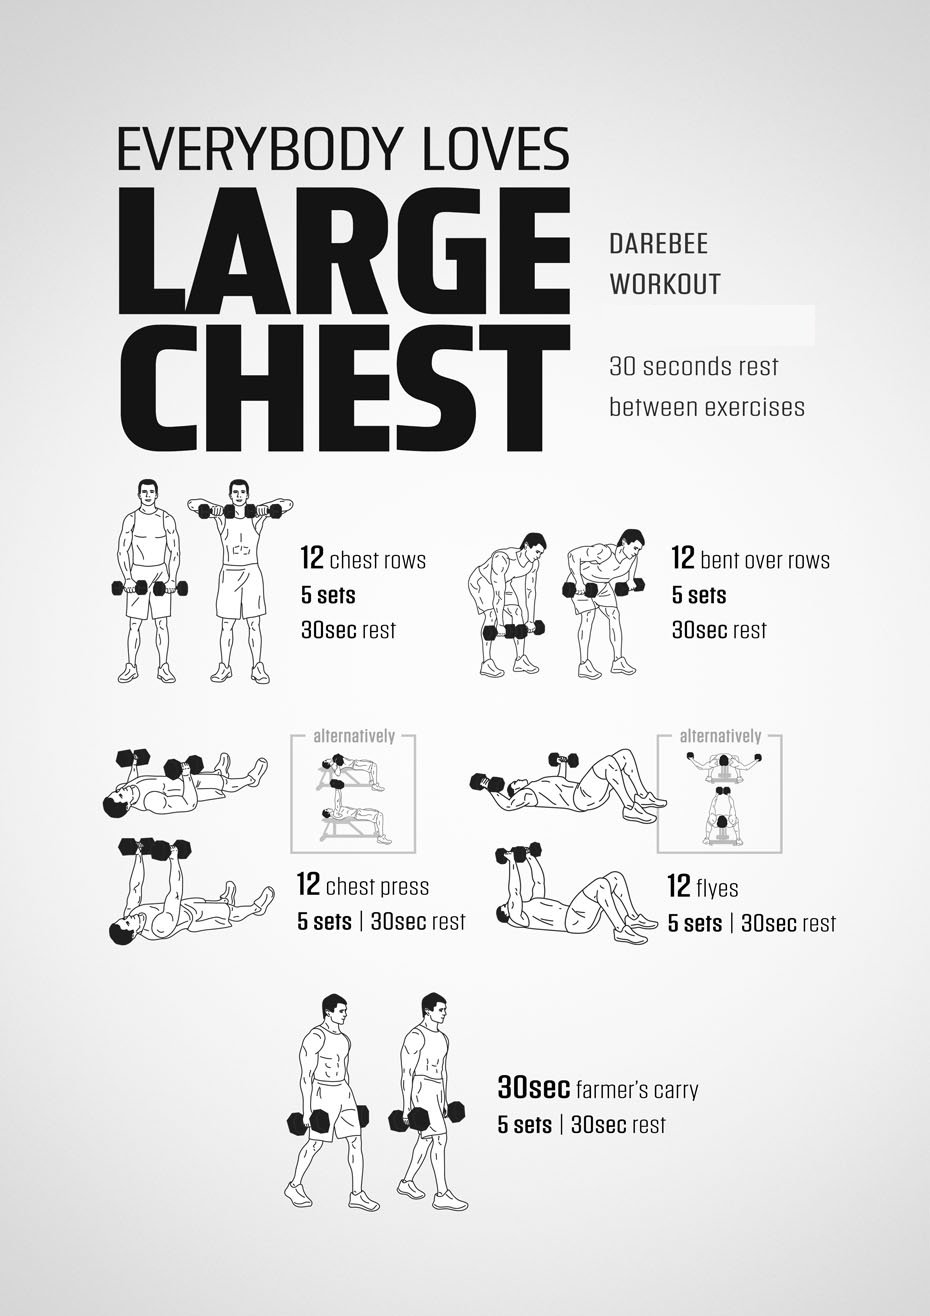 EVERYBODY LOVES
LARGE
CHEST
DAREBEE
WORKOUT
30 seconds rest
between exercises
12 chest rows
5 sets
30sec rest
12 bent over rows
5 sets
30sec rest
alternatively
12 chest press
5 sets | 30sec rest
alternatively
12 flyes
5 sets | 30sec rest
30sec farmer's carry
5 sets | 30sec rest